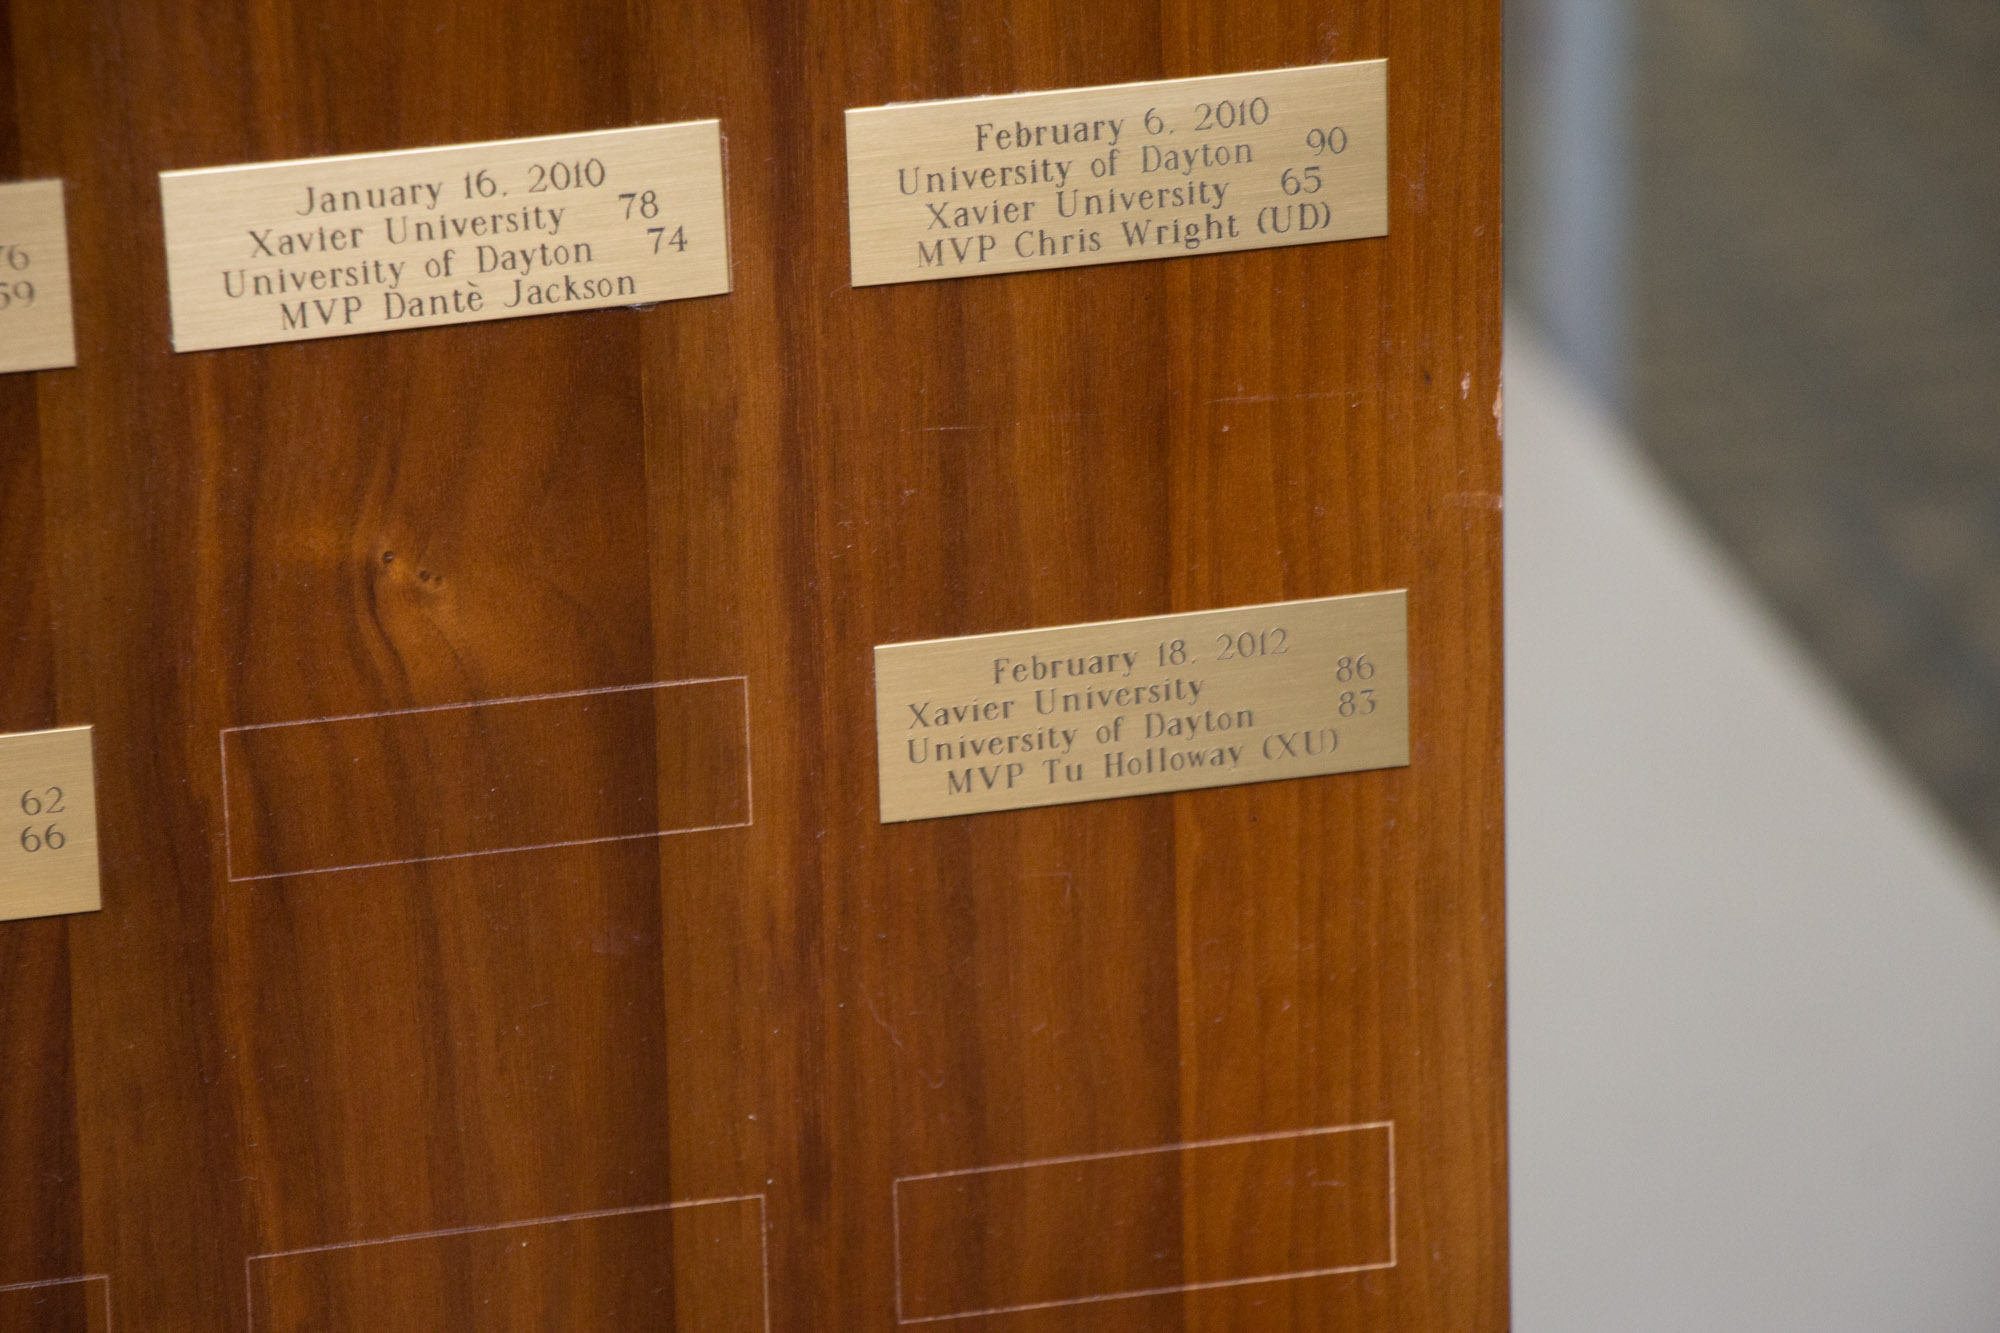 76
59
January 16, 2010
Xavier University 78
University of Dayton 74
MVP Dantè Jackson
February 6, 2010
University of Dayton 90
Xavier University 65
MVP Chris Wright (UD)
62
66
February 18, 2012
Xavier University 86
University of Dayton 83
MVP Tu Holloway (XU)